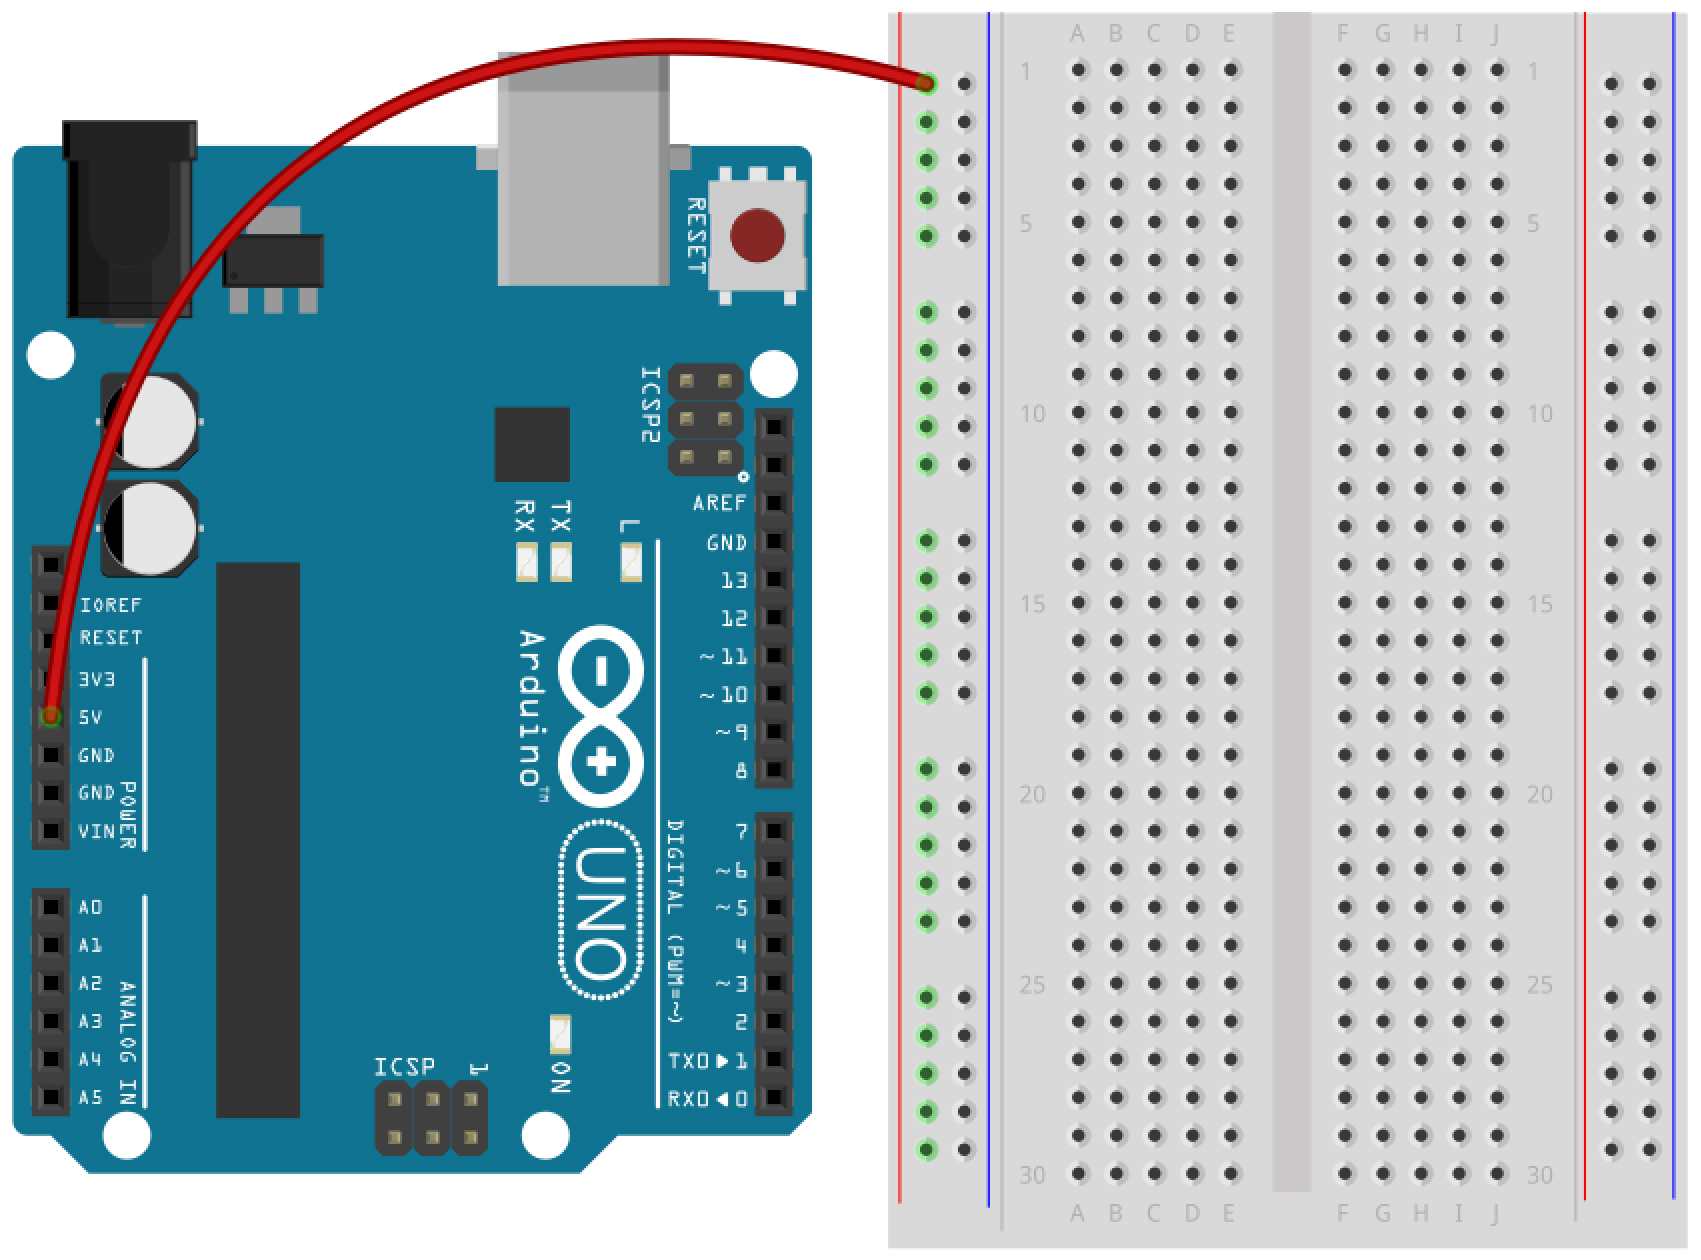 RESET
ICSP2
AREF
GND
13
12
~11
~10
~9
8
7
~6
~5
4
~3
2
TX0▶1
RX0◀0
RX
TX
L
IOREF
RESET
3V3
5V
GND
GND
VIN
POWER
A0
A1
A2
A3
A4
A5
ANALOG IN
Arduino™
UNO
DIGITAL (PWM=~)
ICSP
1
ON
A B C D E F G H I J
1 1
5 5
10 10
15 15
20 20
25 25
30 30
A B C D E F G H I J